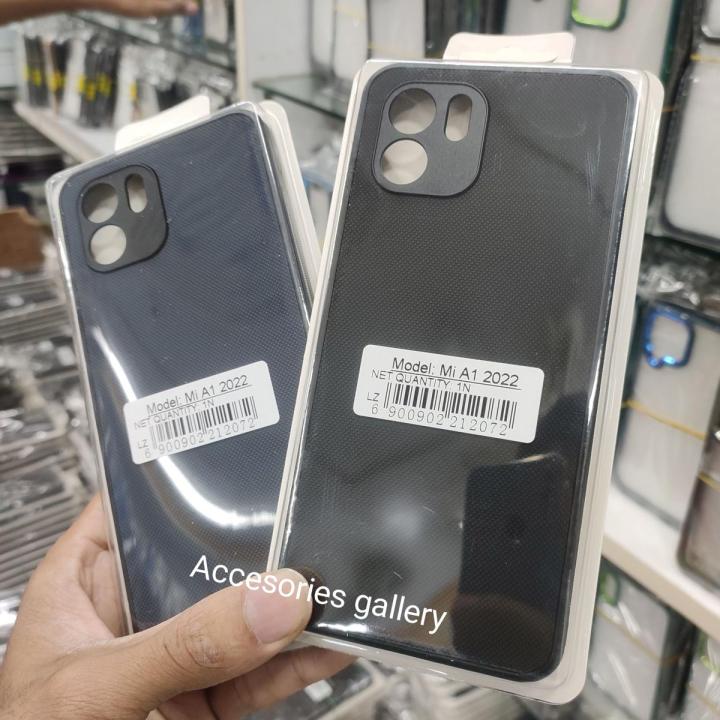 Model: Mi A1 2022
NET QUANTITY: 1N
LZ
6 900902 212072
Model: Mi A1 2022
NET QUANTITY: 1N
LZ
6 900902 212072
Accesories gallery